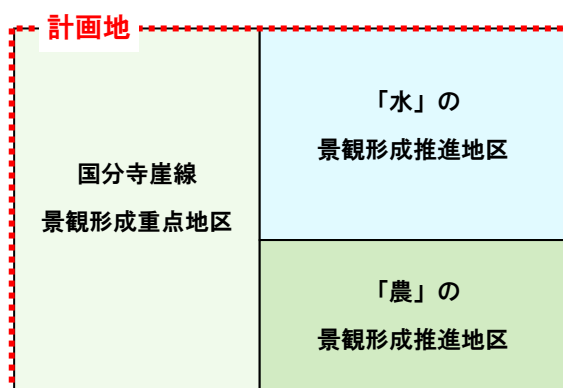 計画地
「水」の
景観形成推進地区
国分寺崖線
景観形成重点地区
「農」の
景観形成推進地区